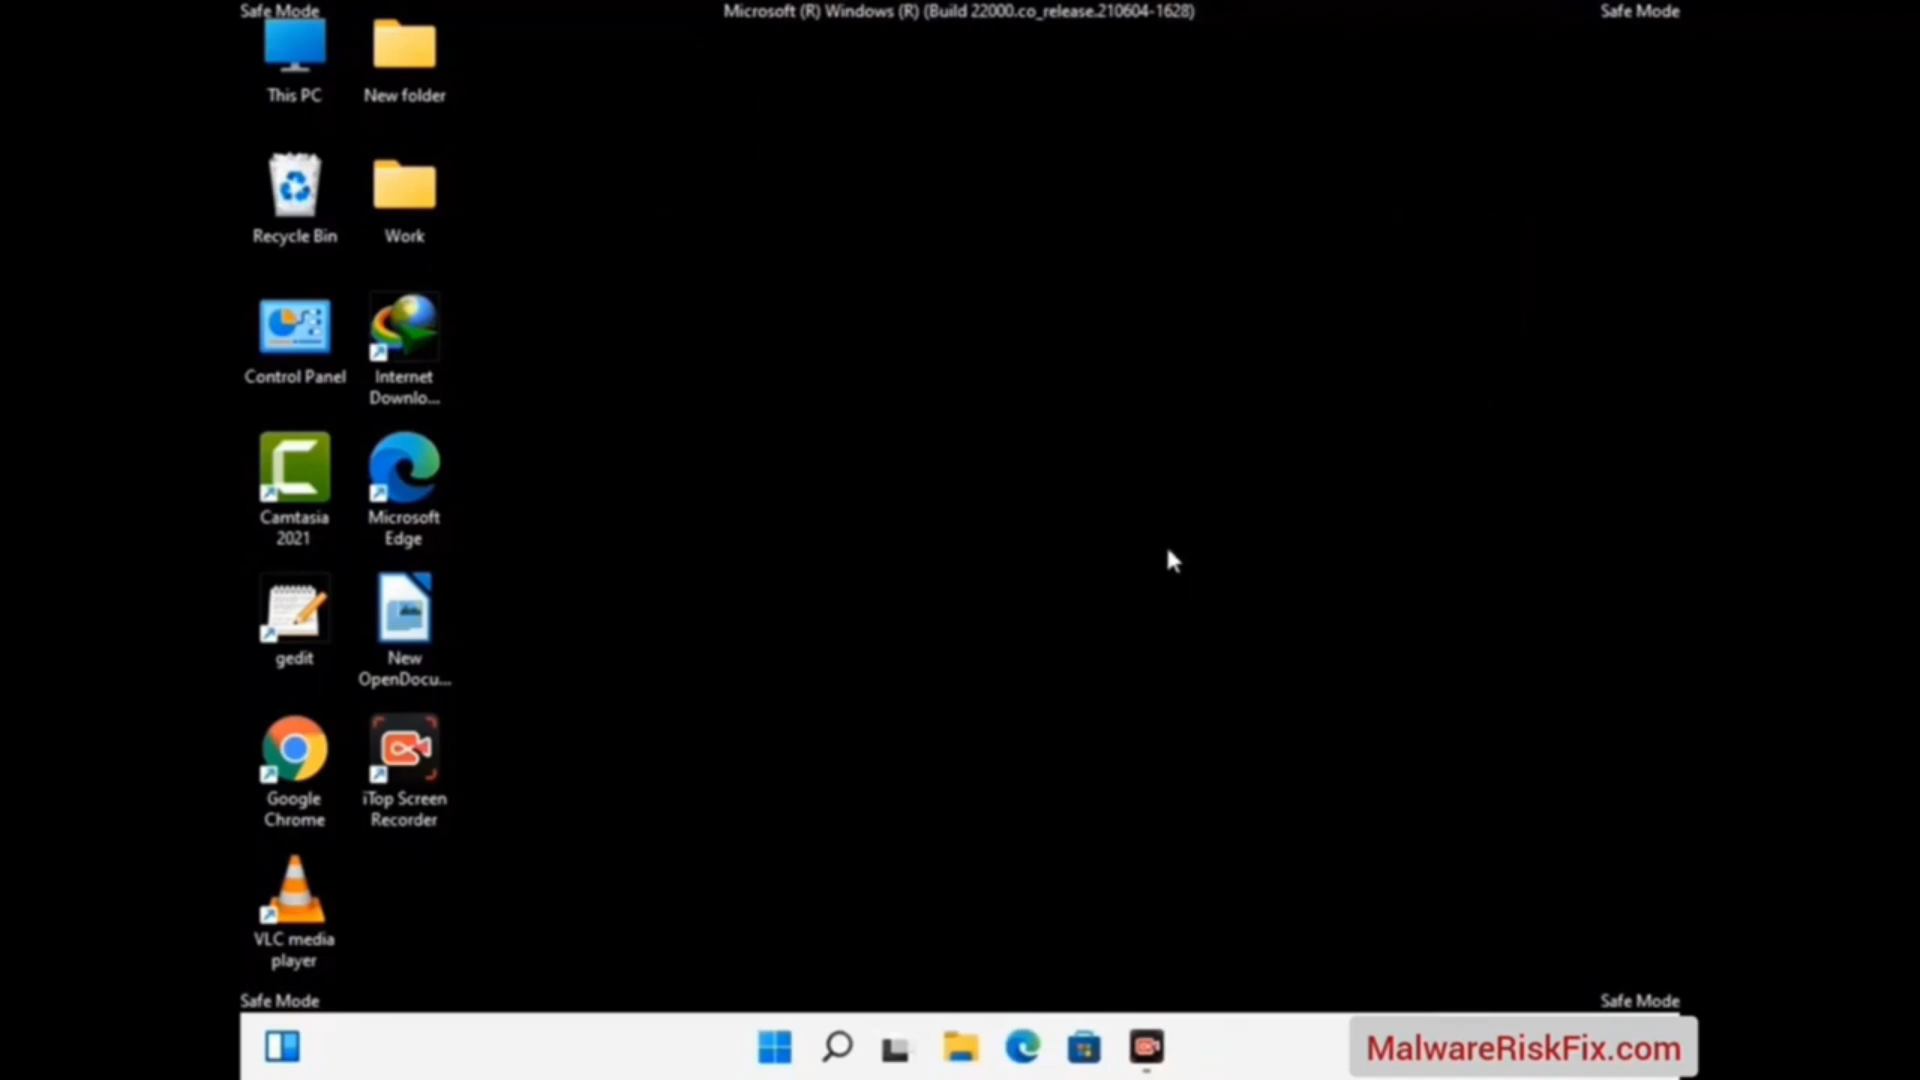 Safe Mode
Microsoft (R) Windows (R) (Build 22000.co_release.210604-1628)
Safe Mode
This PC
New folder
Recycle Bin
Work
Control Panel
Internet
Downlo...
Camtasia
2021
Microsoft
Edge
gedit
New
OpenDocu...
Google
Chrome
iTop Screen
Recorder
VLC media
player
Safe Mode
Safe Mode
MalwareRiskFix.com